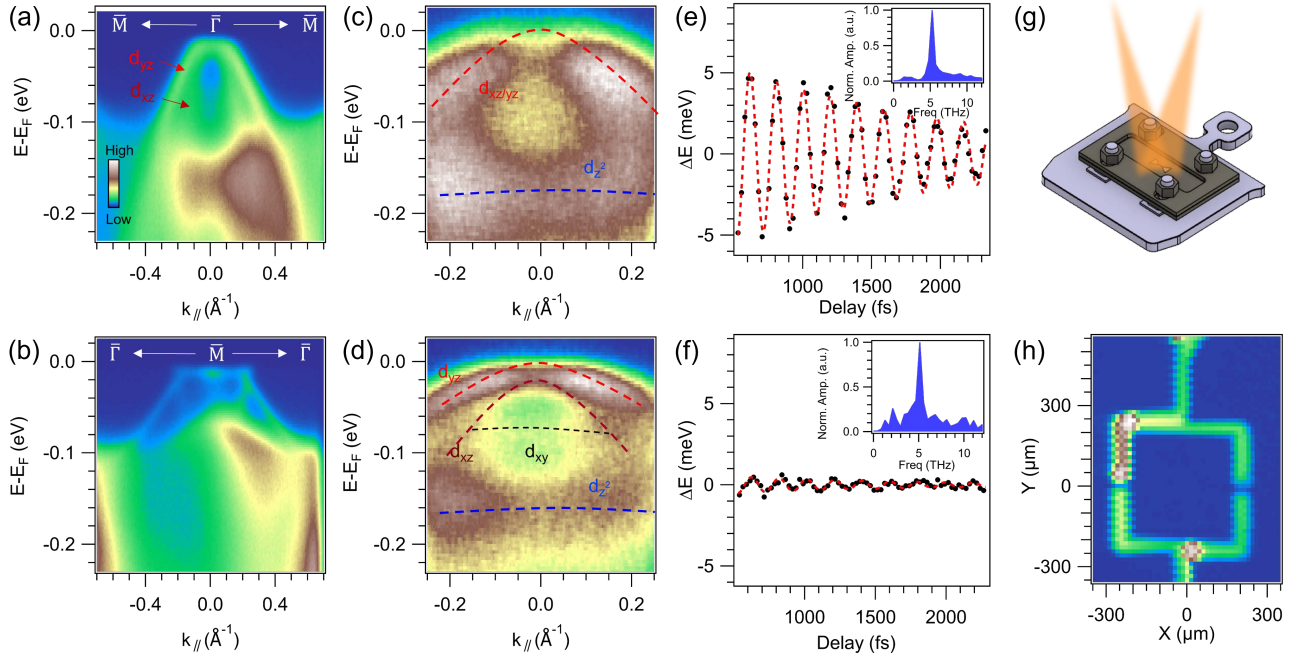 (a)
M̅ Γ̅ M̅
d_yz
d_xz
High
Low
E-E_F (eV)
0.0
-0.1
-0.2
-0.4 0.0 0.4
k_// (Å⁻¹)
(b)
Γ̅ M̅ Γ̅
E-E_F (eV)
0.0
-0.1
-0.2
-0.4 0.0 0.4
k_// (Å⁻¹)
(c)
d_xz/yz
d_z²
E-E_F (eV)
0.0
-0.1
-0.2
-0.2 0.0 0.2
k_// (Å⁻¹)
(d)
d_yz
d_xz
d_xy
d_z²
E-E_F (eV)
0.0
-0.1
-0.2
-0.2 0.0 0.2
k_// (Å⁻¹)
(e)
ΔE (meV)
5
0
-5
1000 1500 2000
Delay (fs)
Norm. Amp. (a.u.)
1.0
0.5
0.0
0 5 10
Freq (THz)
(f)
ΔE (meV)
5
0
-5
1000 1500 2000
Delay (fs)
Norm. Amp. (a.u.)
1.0
0.5
0.0
0 5 10
Freq (THz)
(g)
(h)
Y (μm)
300
0
-300
-300 0 300
X (μm)